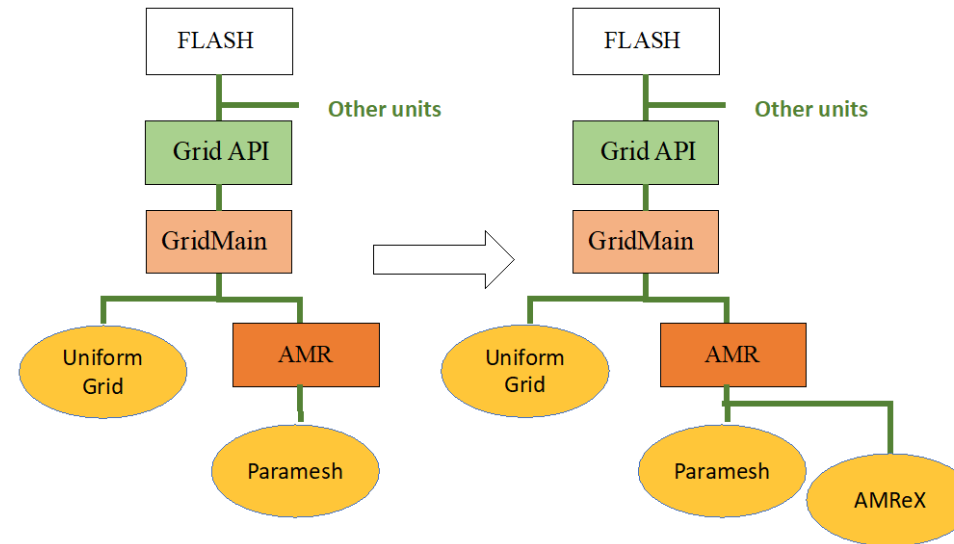 FLASH
Other units
Grid API
GridMain
Uniform
Grid
AMR
Paramesh
FLASH
Other units
Grid API
GridMain
Uniform
Grid
AMR
Paramesh
AMReX